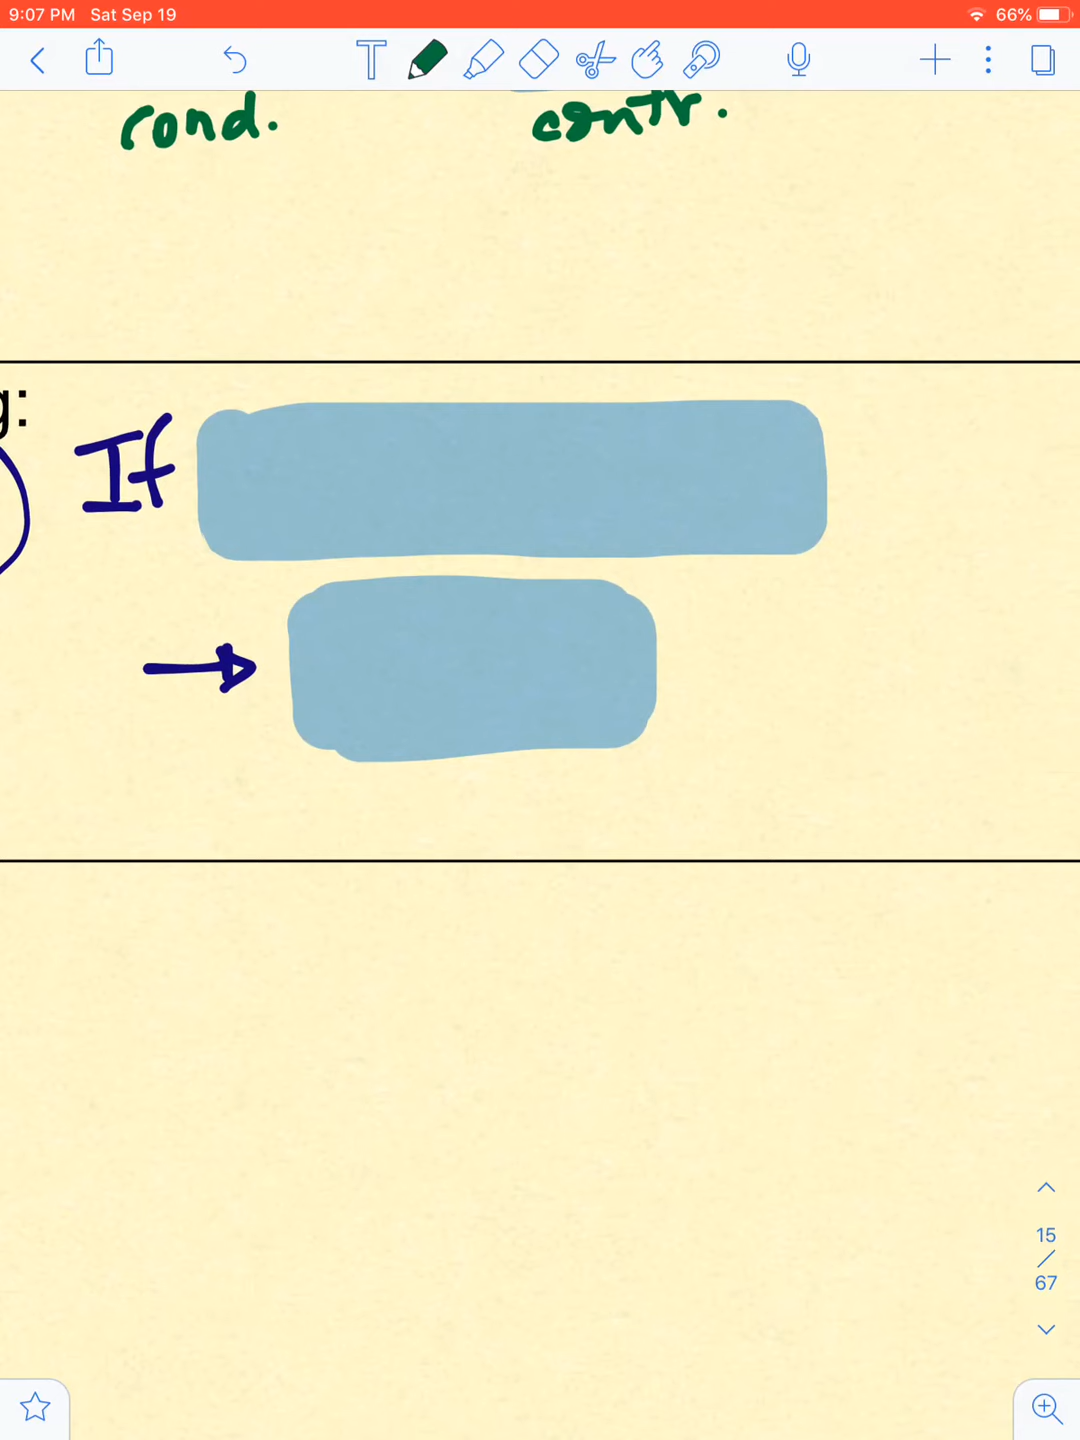 9:07 PM Sat Sep 19 66%
T
cond. contr.
g:
If
→
15
/
67